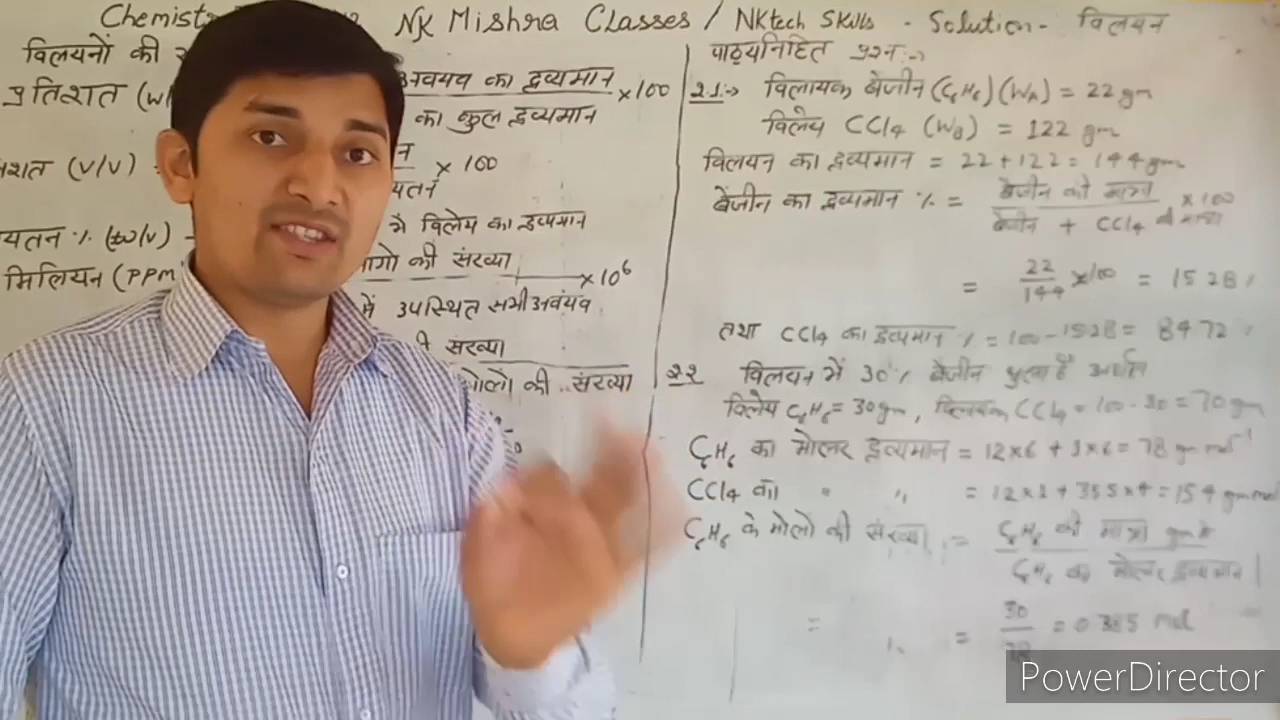 Chemist NK Mishra Classes / NKtech Skills - Solution - विलयन
विलयनों की
प्रतिशत (W/ अवयव का द्रव्यमान ×100
का कुल द्रव्यमान
(V/V) × 100
यतन
यतन % (W/V) - में विलेय का द्रव्यमान
मिलियन (PPM) भागो की संख्या ×10⁶
में उपस्थित सभी अवयव
की संख्या
मोलो की संख्या
पाठ्यनिहित प्रश्न :→
2.1:→ विलायक बेंजीन (C₆H₆) (WA) = 22 gm
विलेय CCl4 (WB) = 122 gm
विलयन का द्रव्यमान = 22 + 122 = 144 gm
बेंजीन का द्रव्यमान % = बेंजीन की मात्रा × 100
बेंजीन + CCl4 की मात्रा
= 22/144 × 100 = 15.28 %
तथा CCl4 का द्रव्यमान % = 100 - 15.28 = 84.72 %
2.2 विलयन में 30 % बेंजीन घुला है अर्थात
विलेय C₆H₆ = 30 gm, विलायक CCl4 = 100 - 30 = 70 gm
C₆H₆ का मोलर द्रव्यमान = 12×6 + 1×6 = 78 gm mol⁻¹
CCl4 का " " = 12×1 + 35.5×4 = 154 gm mol
C₆H₆ के मोलो की संख्या = C₆H₆ की मात्रा gm में
C₆H₆ का मोलर द्रव्यमान
= 30/78 = 0.385 mol
PowerDirector